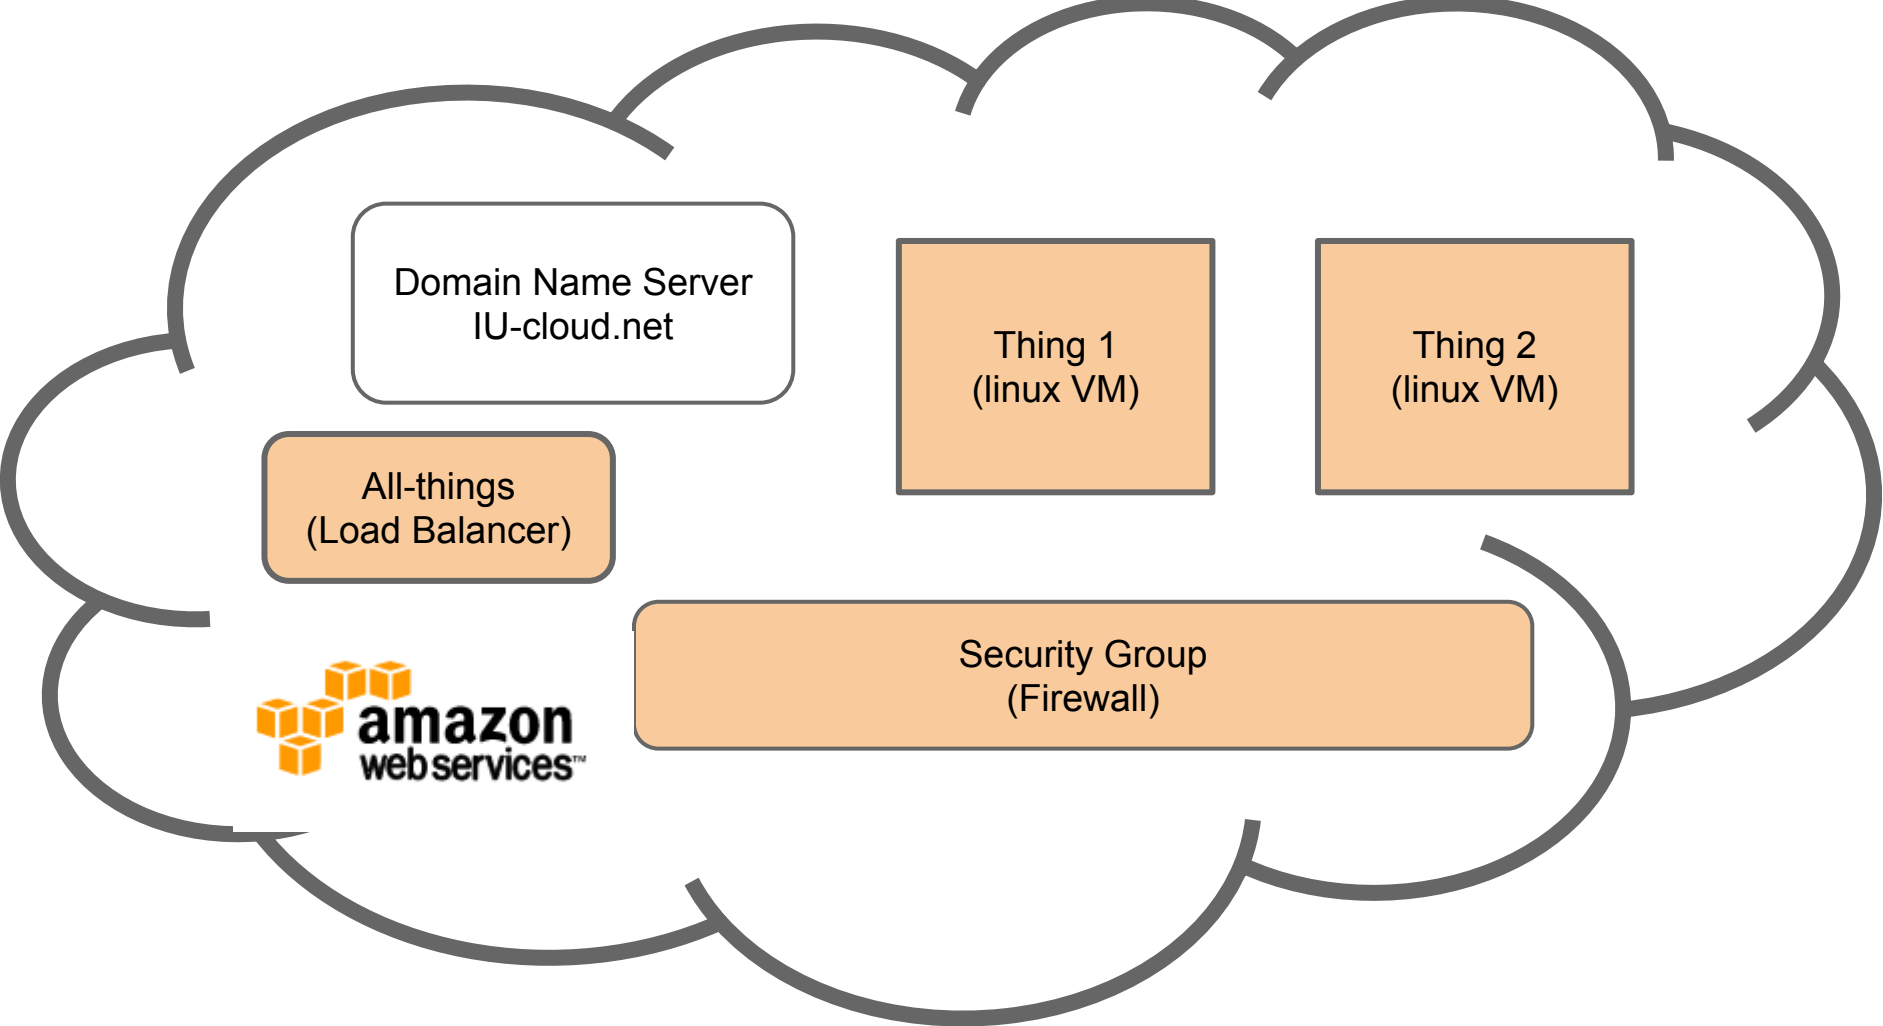 Domain Name Server
IU-cloud.net
Thing 1
(linux VM)
Thing 2
(linux VM)
All-things
(Load Balancer)
Security Group
(Firewall)
amazon
web services™